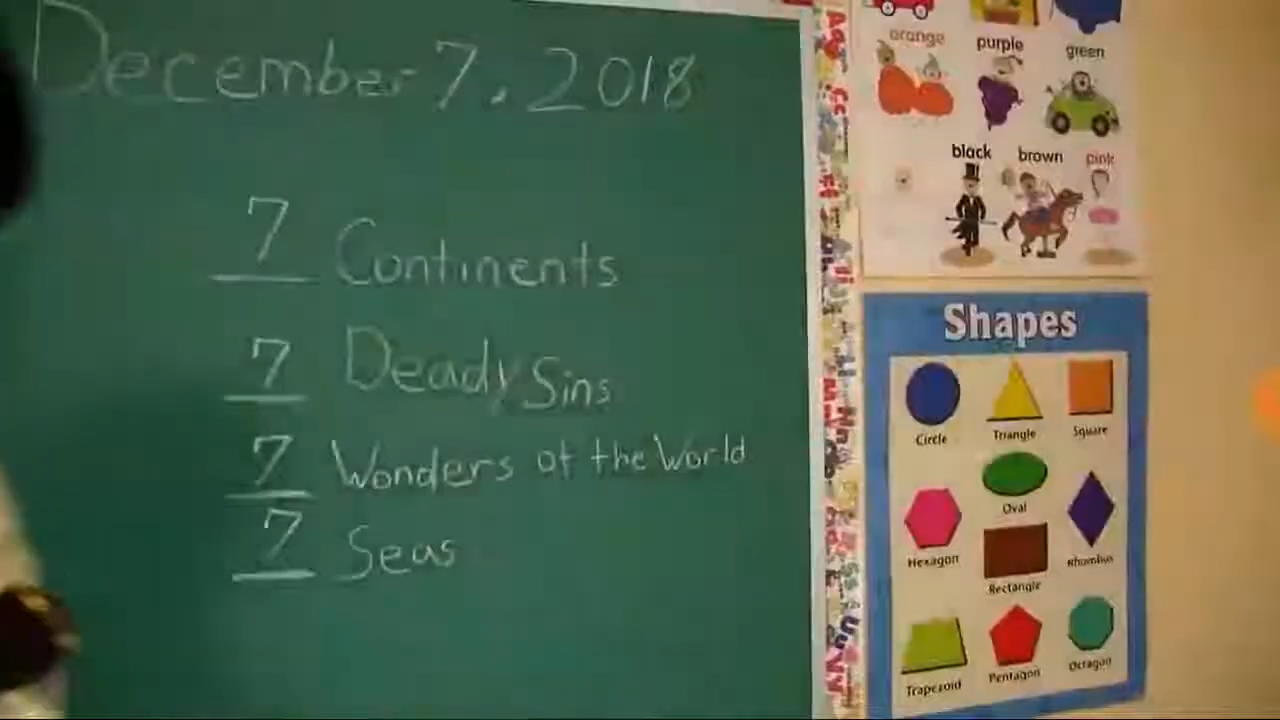 December 7, 2018
7 Continents
7 Deady Sins
7 Wonders of the World
7 Seas
orange purple green
black brown pink
Shapes
Circle Triangle Square
Oval
Hexagon Rhombus
Rectangle
Trapezoid Pentagon Octagon